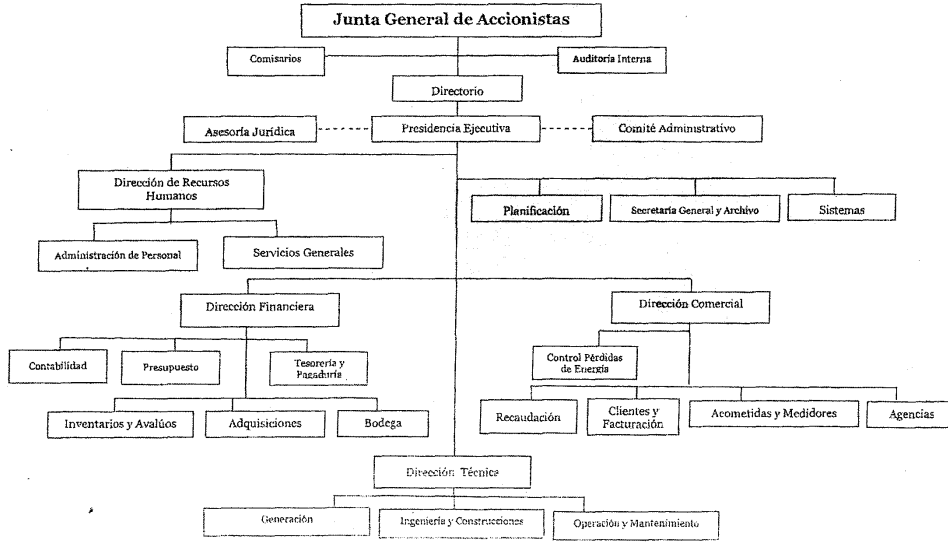 Junta General de Accionistas
Comisarios
Auditoría Interna
Directorio
Asesoría Jurídica
Presidencia Ejecutiva
Comité Administrativo
Dirección de Recursos
Humanos
Planificación
Secretaría General y Archivo
Sistemas
Administración de Personal
Servicios Generales
Dirección Financiera
Dirección Comercial
Contabilidad
Presupuesto
Tesorería y
Pagaduría
Control Pérdidas
de Energía
Inventarios y Avalúos
Adquisiciones
Bodega
Recaudación
Clientes y
Facturación
Acometidas y Medidores
Agencias
Dirección Técnica
Generación
Ingeniería y Construcciones
Operación y Mantenimiento